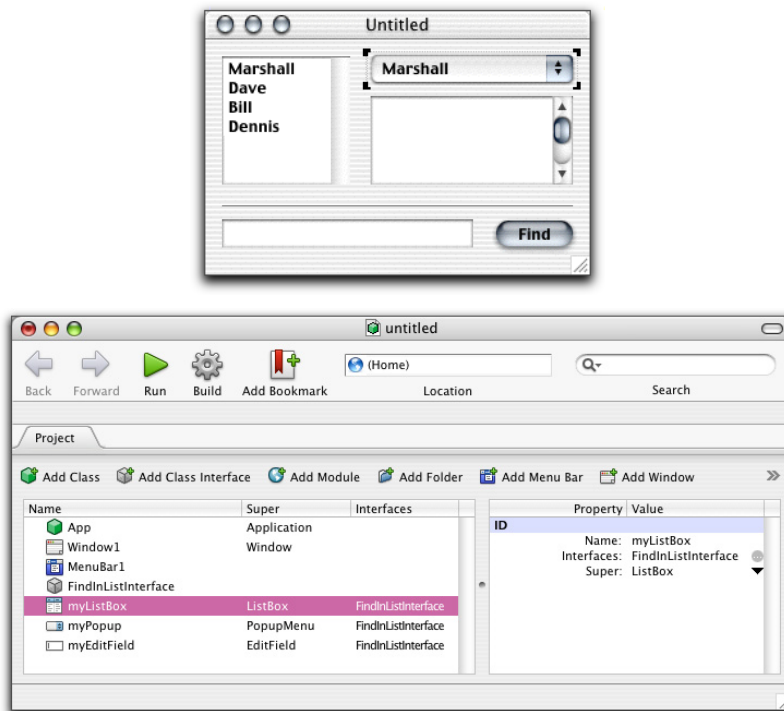 Untitled
Marshall
Dave
Bill
Dennis
Marshall
Find
untitled
Back Forward Run Build Add Bookmark (Home) Location Search
Project
Add Class Add Class Interface Add Module Add Folder Add Menu Bar Add Window
Name Super Interfaces
App Application
Window1 Window
MenuBar1
FindInListInterface
myListBox ListBox FindInListInterface
myPopup PopupMenu FindInListInterface
myEditField EditField FindInListInterface
Property Value
ID
Name: myListBox
Interfaces: FindInListInterface
Super: ListBox